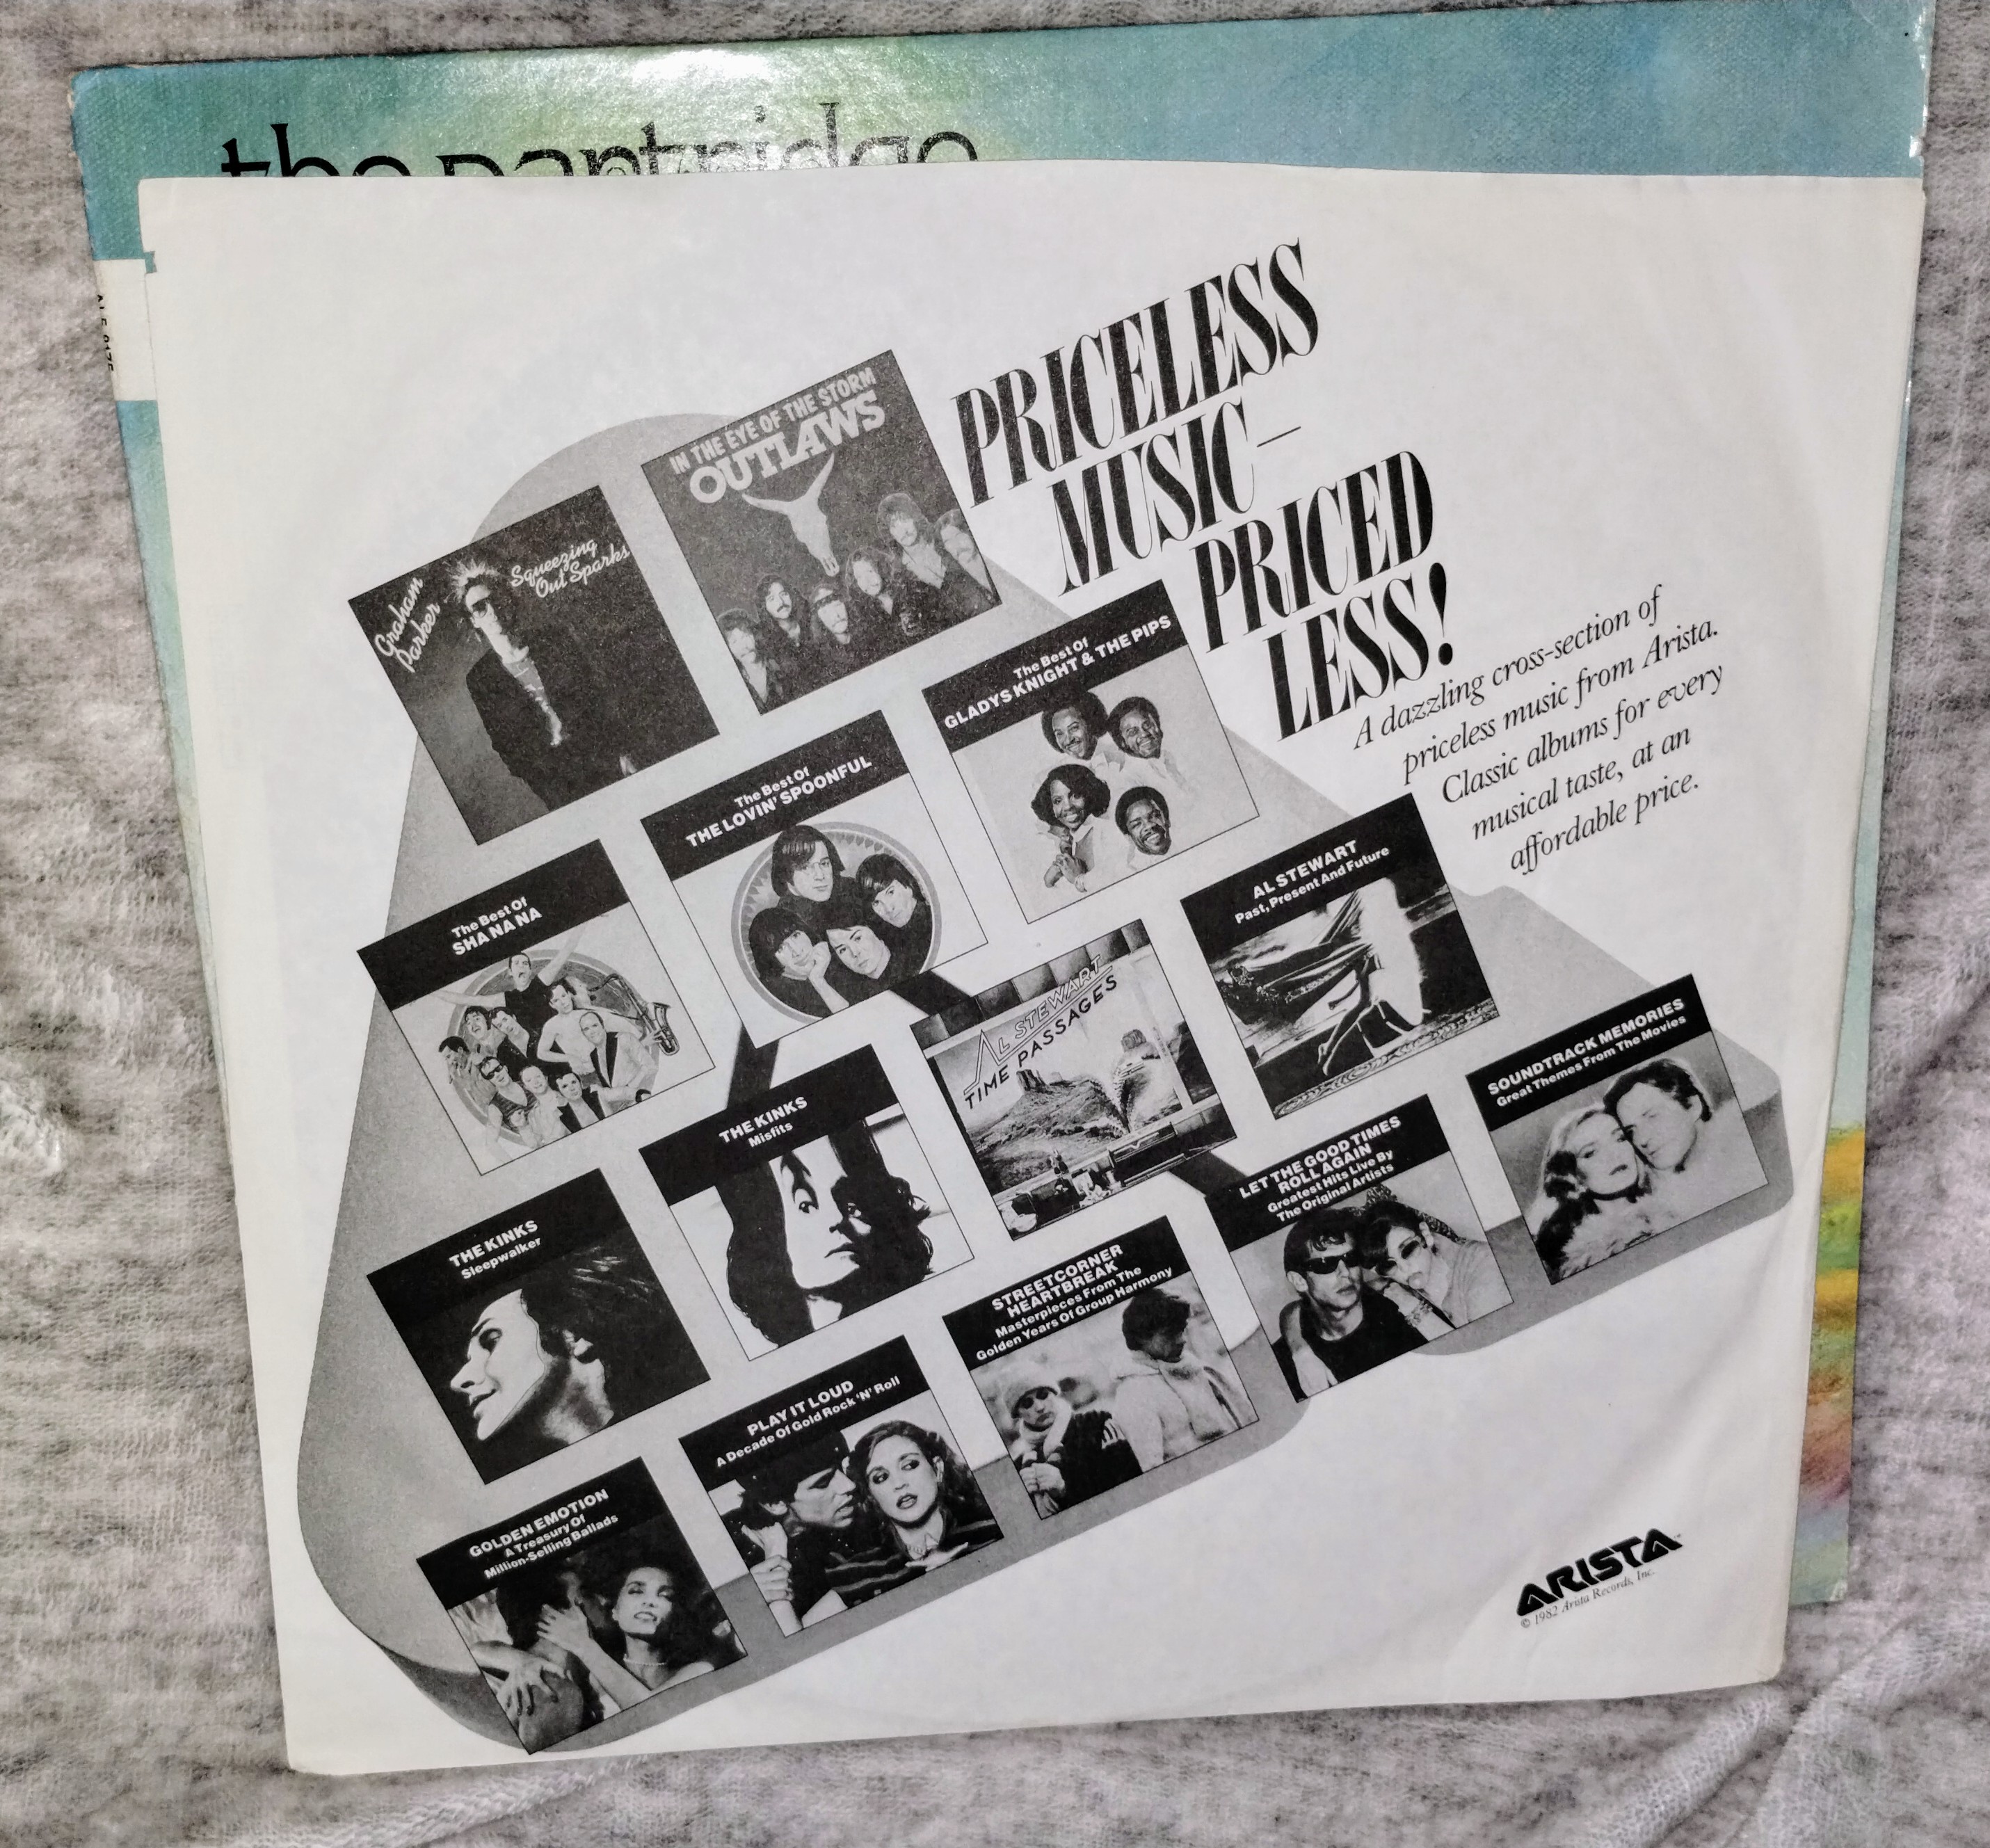 the partridge
PRICELESS
MUSIC–
PRICED
LESS!
A dazzling cross-section of
priceless music from Arista.
Classic albums for every
musical taste, at an
affordable price.
IN THE EYE OF THE STORM
OUTLAWS
Graham
Parker
Squeezing
Out Sparks
The Best Of
GLADYS KNIGHT & THE PIPS
The Best Of
THE LOVIN' SPOONFUL
The Best Of
SHA NA NA
AL STEWART
Past, Present And Future
AL STEWART
TIME PASSAGES
SOUNDTRACK MEMORIES
Great Themes From The Movies
THE KINKS
Misfits
THE KINKS
Sleepwalker
LET THE GOOD TIMES
ROLL AGAIN
Greatest Hits Live By
The Original Artists
STREETCORNER
HEARTBREAK
Masterpieces From The
Golden Years Of Group Harmony
PLAY IT LOUD
A Decade Of Gold Rock 'N' Roll
GOLDEN EMOTION
A Treasury Of
Million-Selling Ballads
ARISTA
© 1982 Arista Records, Inc.